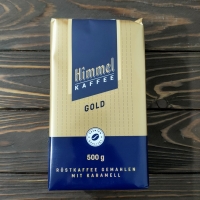 Himmel
KAFFEE
GOLD
500 g
RÖSTKAFFEE GEMAHLEN
MIT KARAMELL